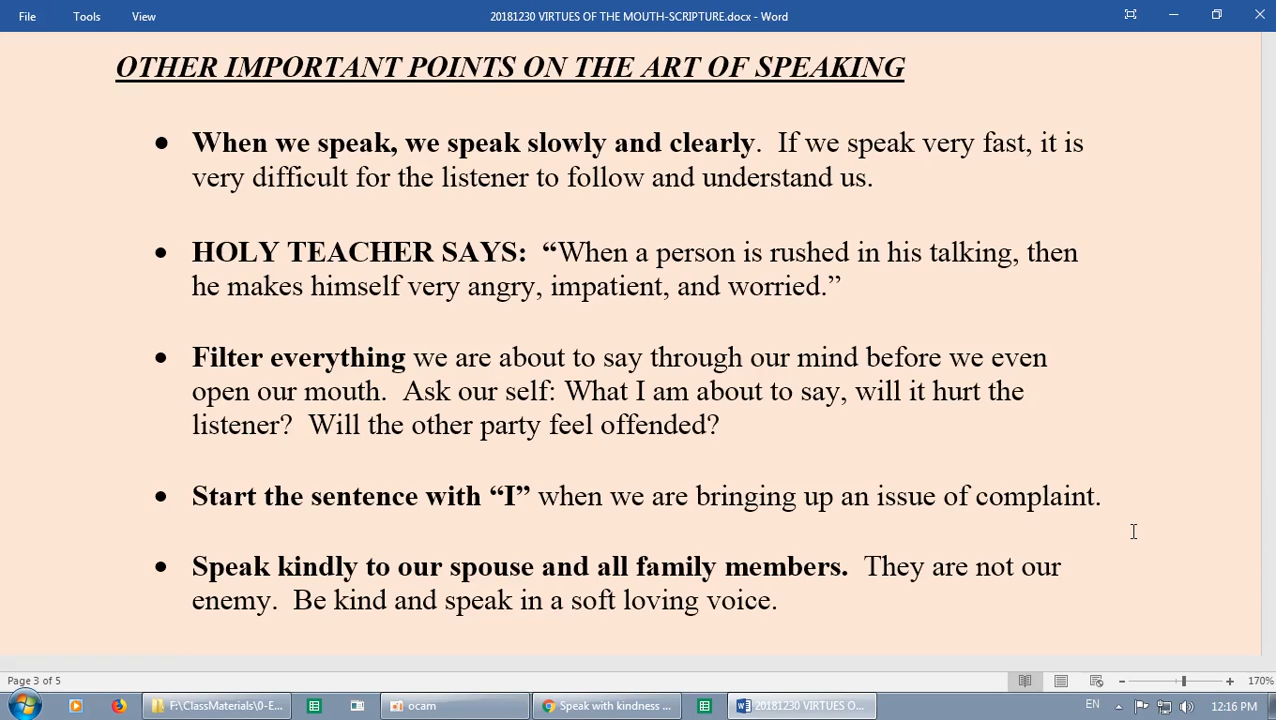 File Tools View 20181230 VIRTUES OF THE MOUTH-SCRIPTURE.docx - Word
OTHER IMPORTANT POINTS ON THE ART OF SPEAKING
• When we speak, we speak slowly and clearly. If we speak very fast, it is
very difficult for the listener to follow and understand us.
• HOLY TEACHER SAYS: “When a person is rushed in his talking, then
he makes himself very angry, impatient, and worried.”
• Filter everything we are about to say through our mind before we even
open our mouth. Ask our self: What I am about to say, will it hurt the
listener? Will the other party feel offended?
• Start the sentence with “I” when we are bringing up an issue of complaint.
• Speak kindly to our spouse and all family members. They are not our
enemy. Be kind and speak in a soft loving voice.
Page 3 of 5 170%
F:\ClassMaterials\0-E... ocam Speak with kindness ... 20181230 VIRTUES O... EN 12:16 PM